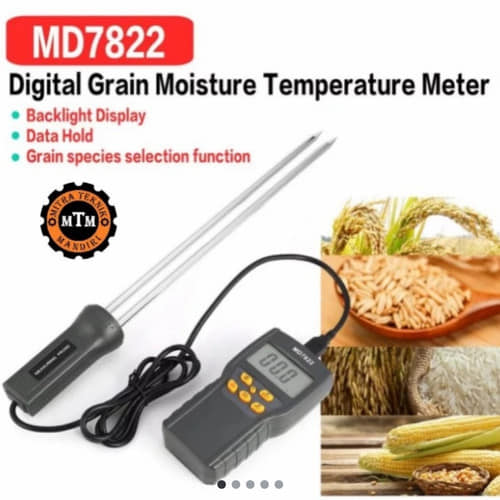 MD7822
Digital Grain Moisture Temperature Meter
Backlight Display
Data Hold
Grain species selection function
MITRA TEKNIK
MTM
MANDIRI
MD7822
000